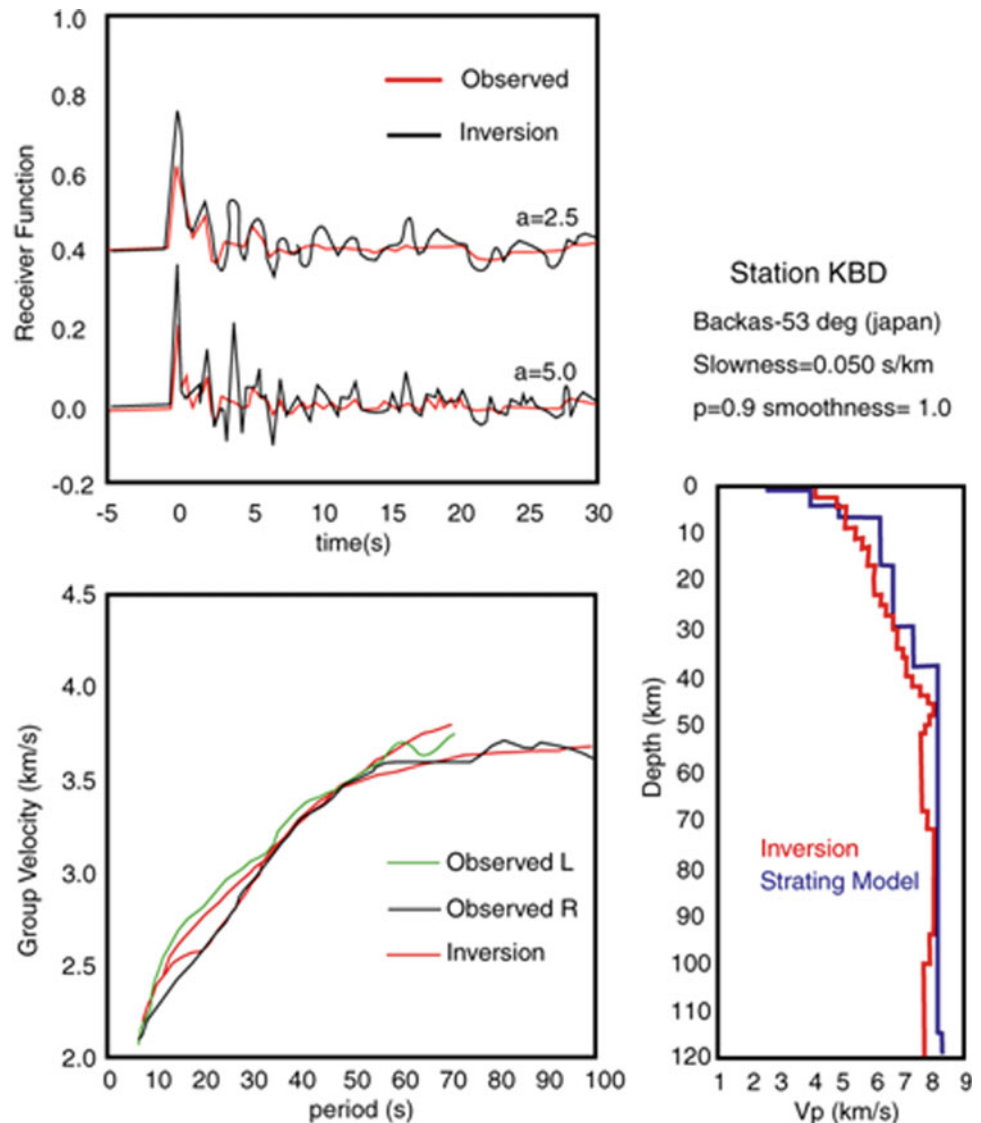 1.0
0.8
0.6
0.4
0.2
0.0
-0.2
Receiver Function
Observed
Inversion
a=2.5
a=5.0
-5 0 5 10 15 20 25 30
time(s)
Station KBD
Backas-53 deg (japan)
Slowness=0.050 s/km
p=0.9 smoothness= 1.0
4.5
4.0
3.5
3.0
2.5
2.0
Group Velocity (km/s)
Observed L
Observed R
Inversion
0 10 20 30 40 50 60 70 80 90 100
period (s)
0
10
20
30
40
50
60
70
80
90
100
110
120
Depth (km)
Inversion
Strating Model
1 2 3 4 5 6 7 8 9
Vp (km/s)